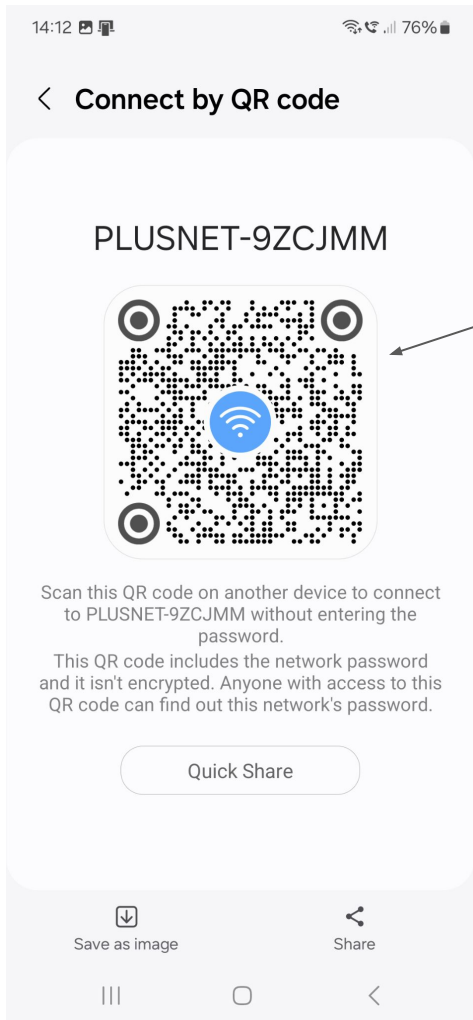 14:12
76%
Connect by QR code
PLUSNET-9ZCJMM
Scan this QR code on another device to connect
to PLUSNET-9ZCJMM without entering the
password.
This QR code includes the network password
and it isn't encrypted. Anyone with access to this
QR code can find out this network's password.
Quick Share
Save as image
Share